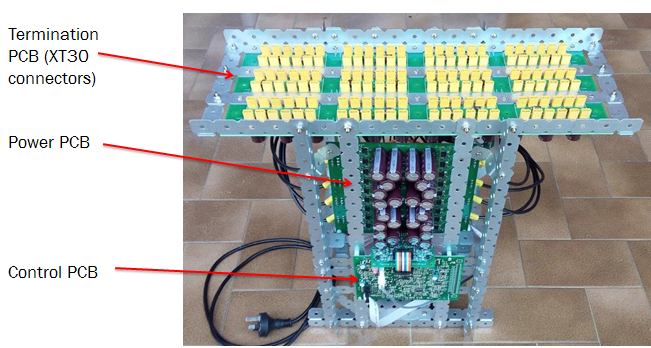 Termination
PCB (XT30
connectors)
Power PCB
Control PCB